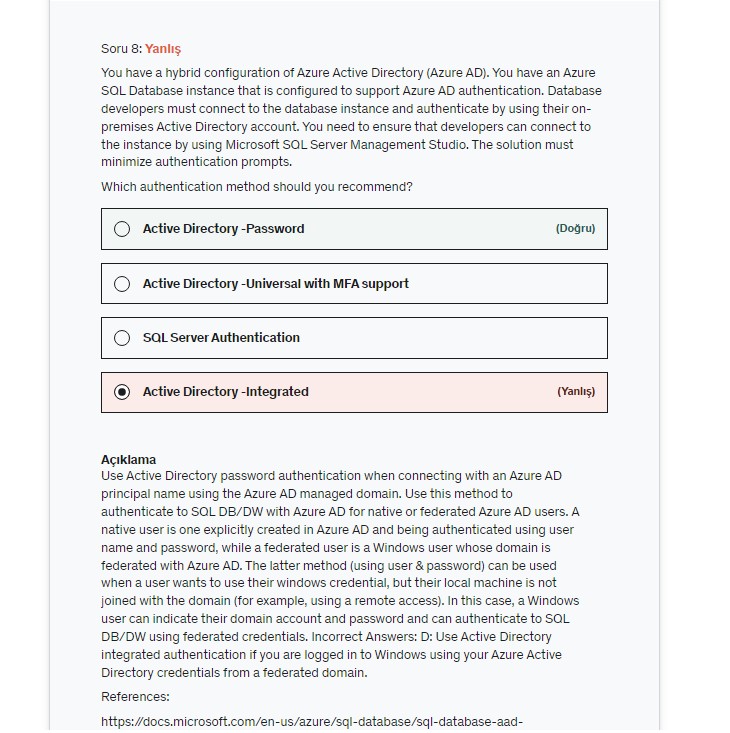 Soru 8: Yanlış
You have a hybrid configuration of Azure Active Directory (Azure AD). You have an Azure
SQL Database instance that is configured to support Azure AD authentication. Database
developers must connect to the database instance and authenticate by using their on-
premises Active Directory account. You need to ensure that developers can connect to
the instance by using Microsoft SQL Server Management Studio. The solution must
minimize authentication prompts.
Which authentication method should you recommend?
Active Directory -Password (Doğru)
Active Directory -Universal with MFA support
SQL Server Authentication
Active Directory -Integrated (Yanlış)
Açıklama
Use Active Directory password authentication when connecting with an Azure AD
principal name using the Azure AD managed domain. Use this method to
authenticate to SQL DB/DW with Azure AD for native or federated Azure AD users. A
native user is one explicitly created in Azure AD and being authenticated using user
name and password, while a federated user is a Windows user whose domain is
federated with Azure AD. The latter method (using user & password) can be used
when a user wants to use their windows credential, but their local machine is not
joined with the domain (for example, using a remote access). In this case, a Windows
user can indicate their domain account and password and can authenticate to SQL
DB/DW using federated credentials. Incorrect Answers: D: Use Active Directory
integrated authentication if you are logged in to Windows using your Azure Active
Directory credentials from a federated domain.
References:
https://docs.microsoft.com/en-us/azure/sql-database/sql-database-aad-